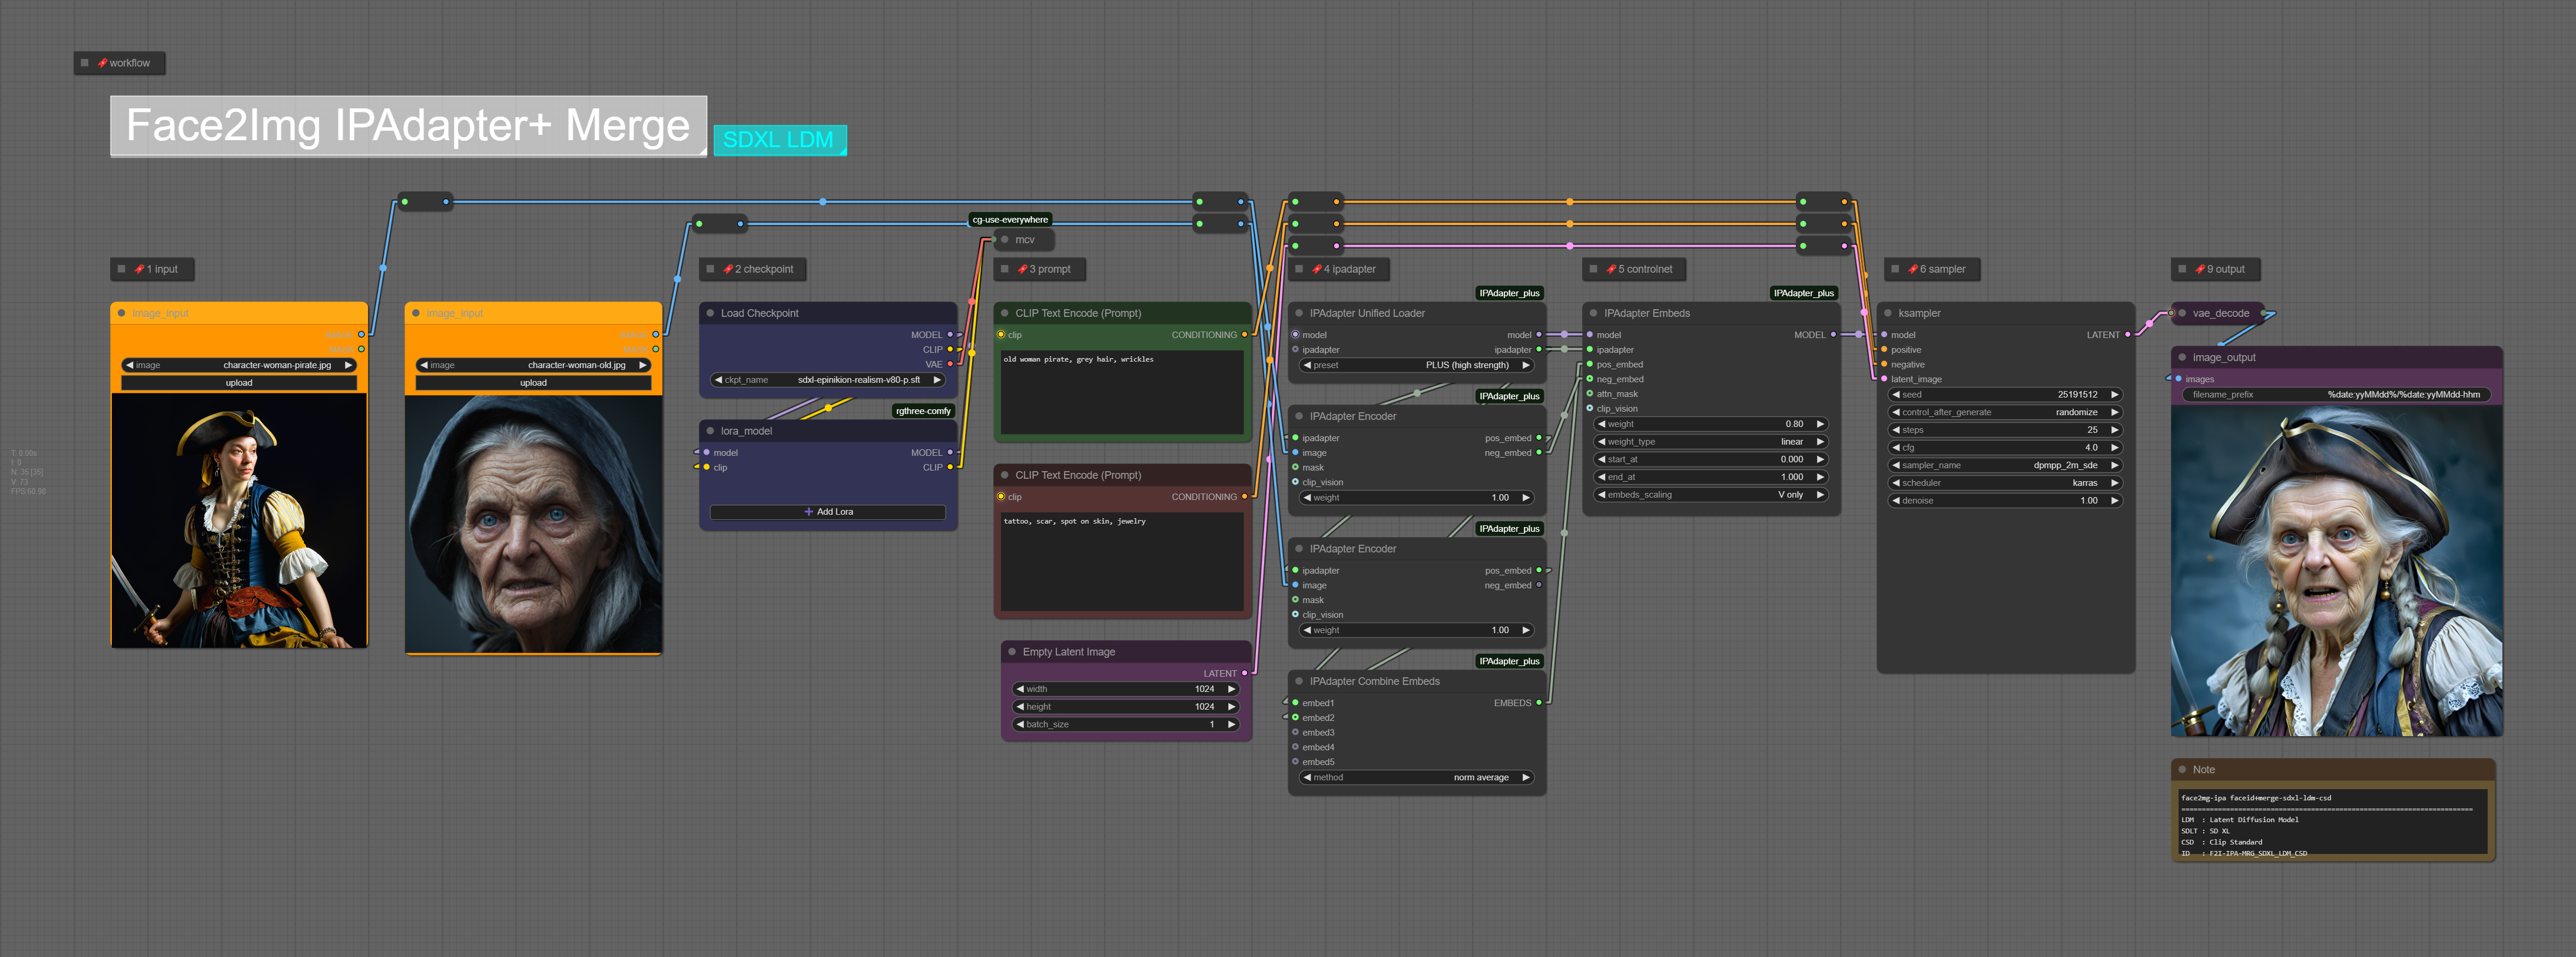 workflow
Face2Img IPAdapter+ Merge
SDXL LDM
cg-use-everywhere
mcv
1 input
2 checkpoint
3 prompt
4 ipadapter
5 controlnet
6 sampler
9 output
image_input
image character-woman-pirate.jpg
upload
image_input
image character-woman-old.jpg
upload
T: 0.00s
I: 0
N: 35 [35]
V: 73
FPS:60.98
Load Checkpoint
MODEL
CLIP
VAE
ckpt_name sdxl-epinikion-realism-v80-p.sft
rgthree-comfy
lora_model
model MODEL
clip CLIP
Add Lora
CLIP Text Encode (Prompt)
clip CONDITIONING
old woman pirate, grey hair, wrickles
CLIP Text Encode (Prompt)
clip CONDITIONING
tattoo, scar, spot on skin, jewelry
Empty Latent Image
LATENT
width 1024
height 1024
batch_size 1
IPAdapter_plus
IPAdapter Unified Loader
model model
ipadapter ipadapter
preset PLUS (high strength)
IPAdapter_plus
IPAdapter Encoder
ipadapter pos_embed
image neg_embed
mask
clip_vision
weight 1.00
IPAdapter_plus
IPAdapter Encoder
ipadapter pos_embed
image neg_embed
mask
clip_vision
weight 1.00
IPAdapter_plus
IPAdapter Combine Embeds
embed1 EMBEDS
embed2
embed3
embed4
embed5
method norm average
IPAdapter_plus
IPAdapter Embeds
model MODEL
ipadapter
pos_embed
neg_embed
attn_mask
clip_vision
weight 0.80
weight_type linear
start_at 0.000
end_at 1.000
embeds_scaling V only
ksampler
model LATENT
positive
negative
latent_image
seed 25191512
control_after_generate randomize
steps 25
cfg 4.0
sampler_name dpmpp_2m_sde
scheduler karras
denoise 1.00
vae_decode
image_output
images
filename_prefix %date:yyMMdd%/%date:yyMMdd-hhm
Note
face2mg-ipa faceid+merge-sdxl-ldm-csd
LDM : Latent Diffusion Model
SDLT : SD XL
CSD : Clip Standard
ID : F2I-IPA-MRG_SDXL_LDM_CSD